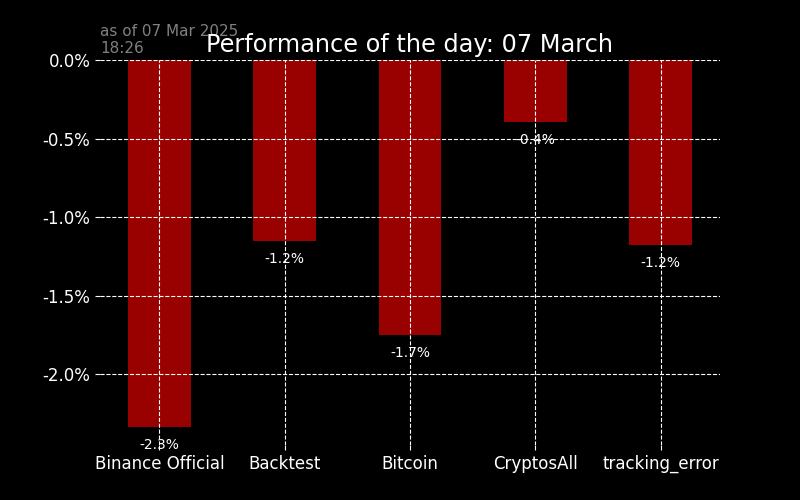 as of 07 Mar 2025
18:26
Performance of the day: 07 March
0.0%
-0.5%
-1.0%
-1.5%
-2.0%
-2.3%
-1.2%
-1.7%
-0.4%
-1.2%
Binance Official
Backtest
Bitcoin
CryptosAll
tracking_error